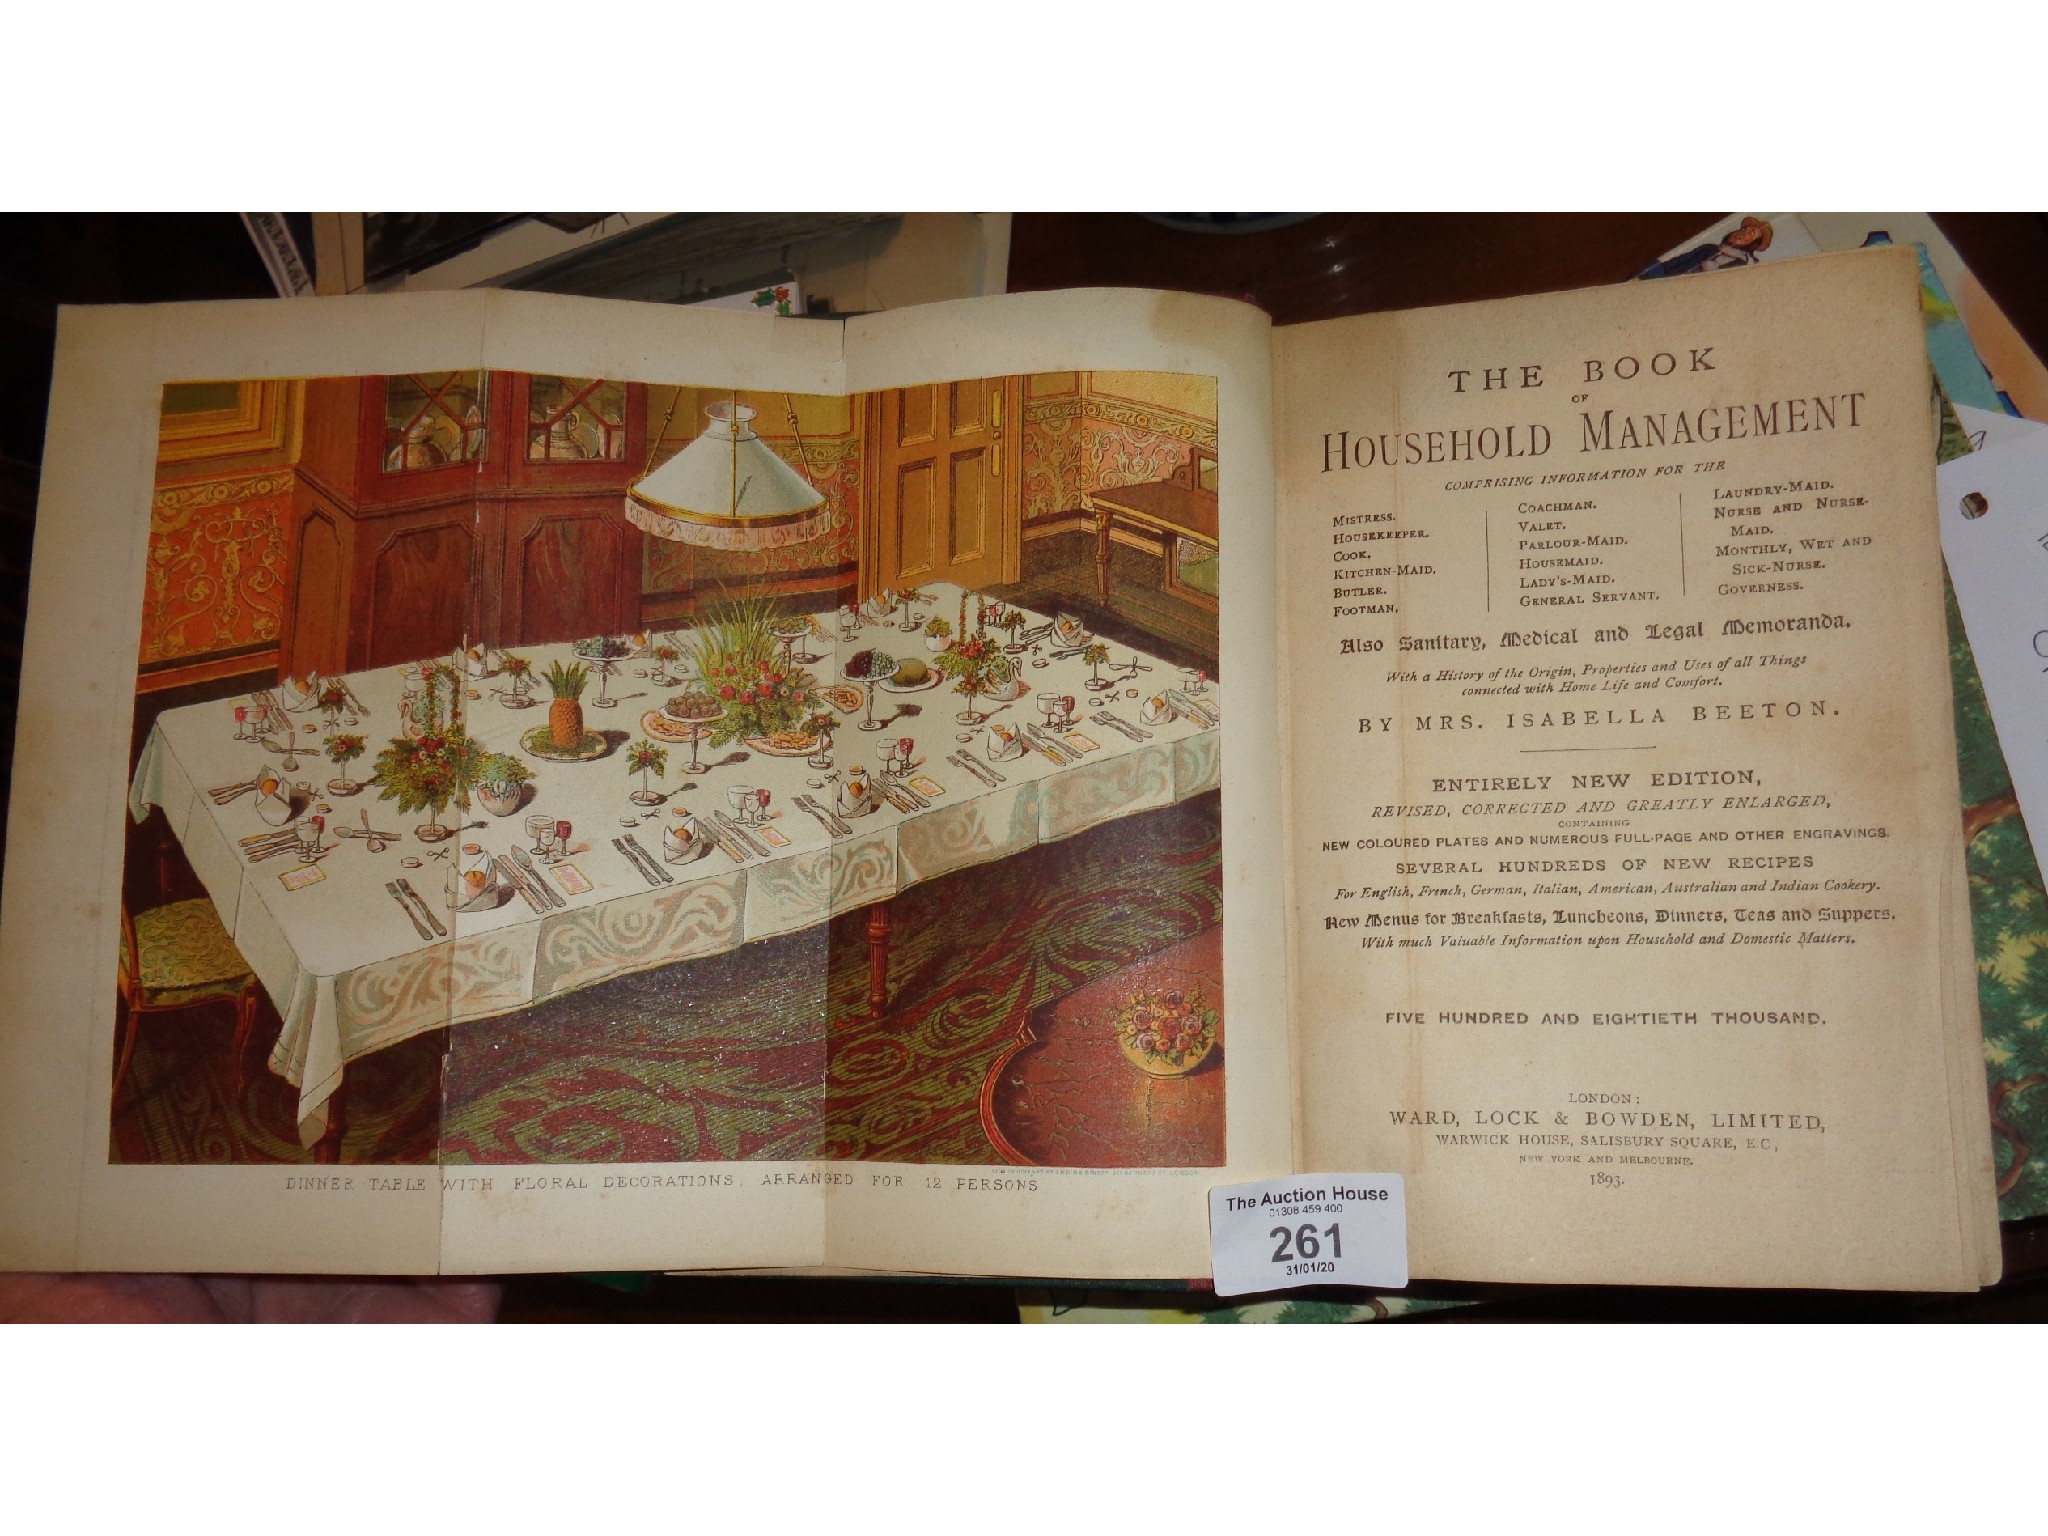 DINNER TABLE WITH FLORAL DECORATIONS, ARRANGED FOR 12 PERSONS
THE BOOK
OF
HOUSEHOLD MANAGEMENT
COMPRISING INFORMATION FOR THE
MISTRESS.
HOUSEKEEPER.
COOK.
KITCHEN-MAID.
BUTLER.
FOOTMAN.
COACHMAN.
VALET.
PARLOUR-MAID.
HOUSEMAID.
LADY'S-MAID.
GENERAL SERVANT.
LAUNDRY-MAID.
NURSE AND NURSE-
MAID.
MONTHLY, WET AND
SICK-NURSE.
GOVERNESS.
Also Sanitary, Medical and Legal Memoranda.
With a History of the Origin, Properties and Uses of all Things
connected with Home Life and Comfort.
BY MRS. ISABELLA BEETON.
ENTIRELY NEW EDITION,
REVISED, CORRECTED AND GREATLY ENLARGED,
CONTAINING
NEW COLOURED PLATES AND NUMEROUS FULL-PAGE AND OTHER ENGRAVINGS.
SEVERAL HUNDREDS OF NEW RECIPES
For English, French, German, Italian, American, Australian and Indian Cookery.
New Menus for Breakfasts, Luncheons, Dinners, Teas and Suppers.
With much Valuable Information upon Household and Domestic Matters.
FIVE HUNDRED AND EIGHTIETH THOUSAND.
LONDON:
WARD, LOCK & BOWDEN, LIMITED,
WARWICK HOUSE, SALISBURY SQUARE, E.C.,
NEW YORK AND MELBOURNE.
1893.
The Auction House
01308 459 400
261
31/01/20